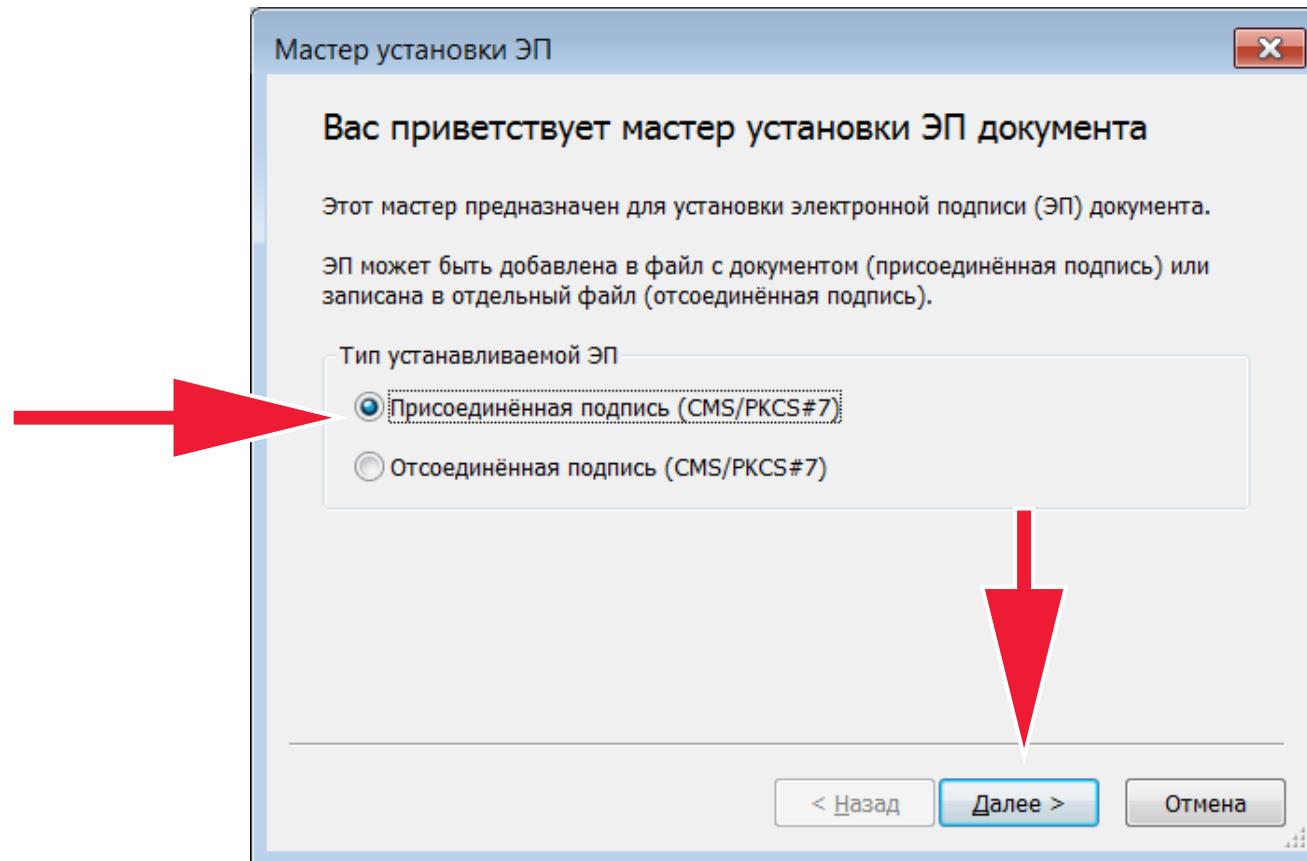 Мастер установки ЭП
Вас приветствует мастер установки ЭП документа
Этот мастер предназначен для установки электронной подписи (ЭП) документа.
ЭП может быть добавлена в файл с документом (присоединённая подпись) или
записана в отдельный файл (отсоединённая подпись).
Тип устанавливаемой ЭП
Присоединённая подпись (CMS/PKCS#7)
Отсоединённая подпись (CMS/PKCS#7)
< Назад Далее > Отмена